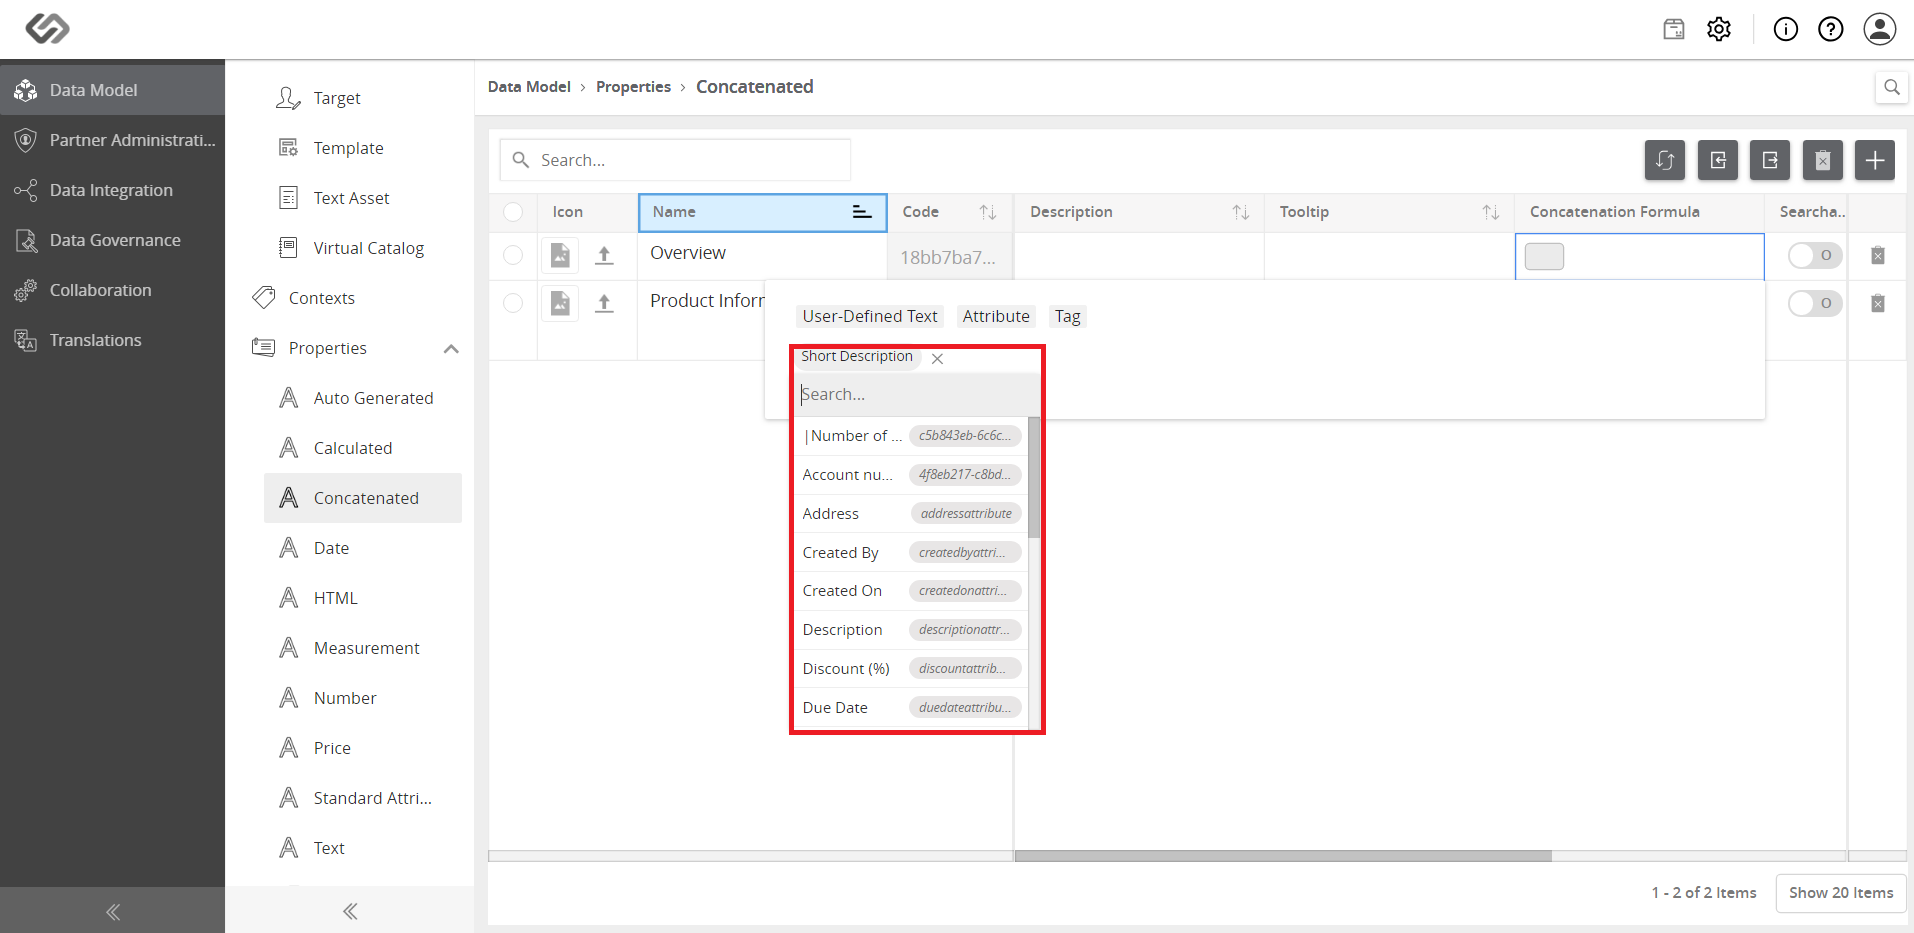 Data Model
Partner Administrati...
Data Integration
Data Governance
Collaboration
Translations
Target
Template
Text Asset
Virtual Catalog
Contexts
Properties
Auto Generated
Calculated
Concatenated
Date
HTML
Measurement
Number
Price
Standard Attri...
Text
Data Model > Properties > Concatenated
Search...
Icon Name Code Description Tooltip Concatenation Formula Searcha..
Overview 18bb7ba7...
Product Inforr
User-Defined Text Attribute Tag
Short Description
Search...
|Number of ... c5b843eb-6c6c...
Account nu... 4f8eb217-c8bd...
Address addressattribute
Created By createdbyattri...
Created On createdonattri...
Description descriptionattr...
Discount (%) discountattrib...
Due Date duedateattribu...
1 - 2 of 2 Items Show 20 Items